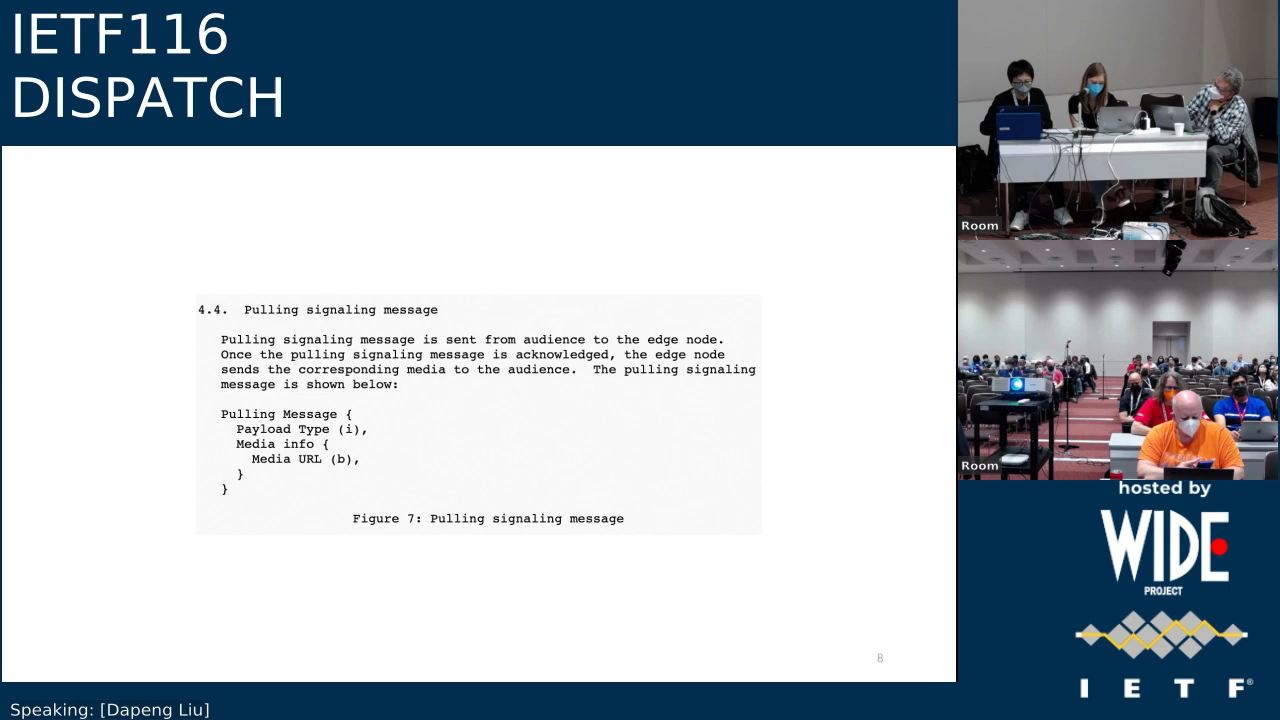 IETF116
DISPATCH
4.4.  Pulling signaling message
Pulling signaling message is sent from audience to the edge node.
Once the pulling signaling message is acknowledged, the edge node
sends the corresponding media to the audience.  The pulling signaling
message is shown below:
Pulling Message {
Payload Type (i),
Media info {
Media URL (b),
}
}
Figure 7: Pulling signaling message
8
Speaking: [Dapeng Liu]
Room
Room
hosted by
WIDE
PROJECT
I E T F®